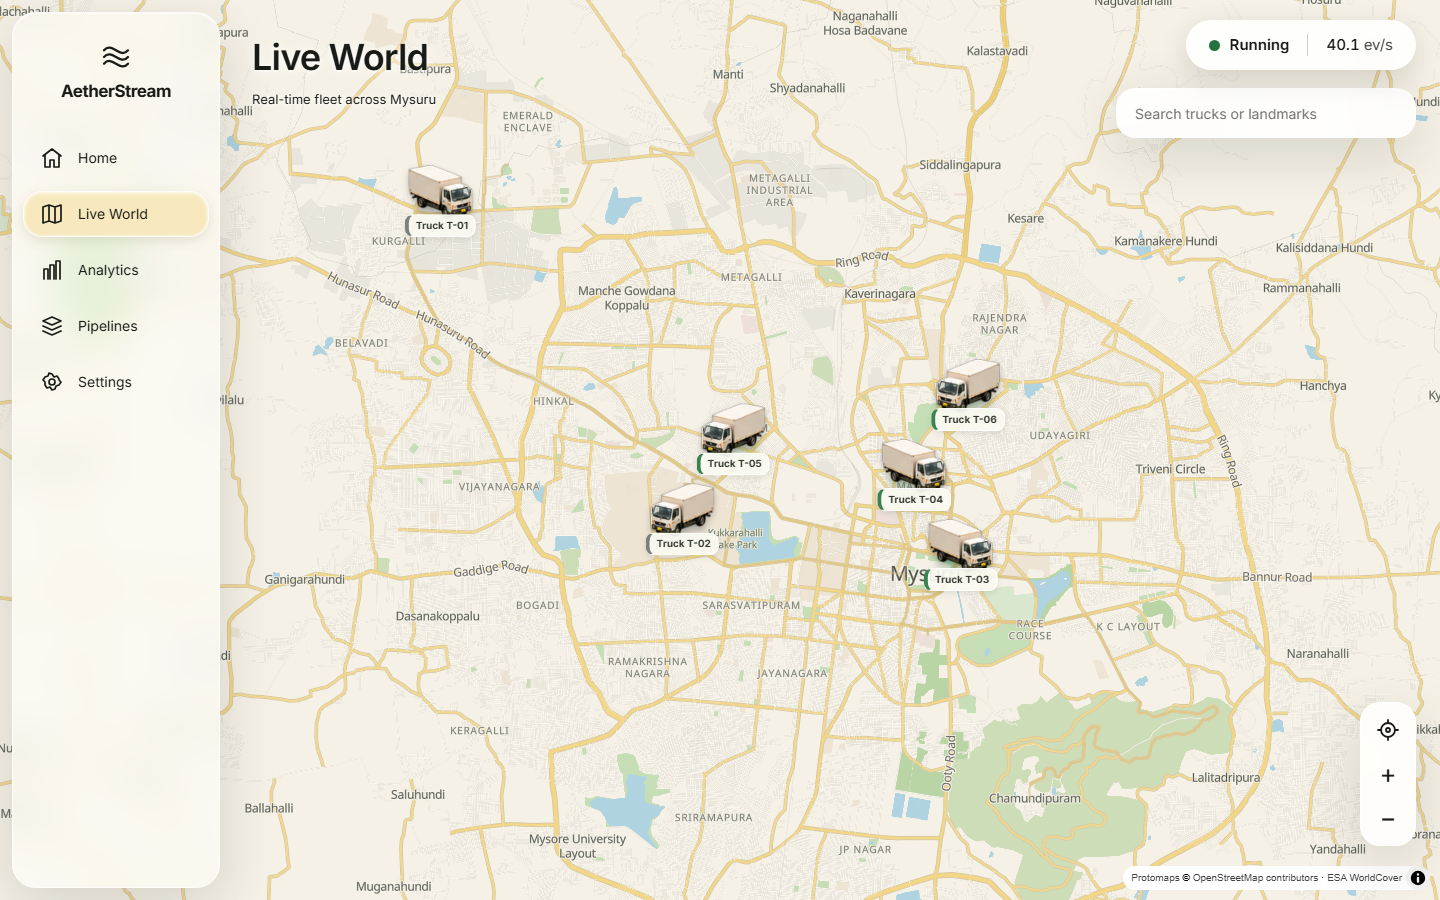 AetherStream
Home
Live World
Analytics
Pipelines
Settings
Live World
Real-time fleet across Mysuru
Running
40.1 ev/s
Search trucks or landmarks
Naganahalli
Hosa Badavane
Kalastavadi
Manti
Shyadanahalli
EMERALD
ENCLAVE
Siddalingapura
METAGALLI
INDUSTRIAL
AREA
Truck T-01
KURGALLI
Kesare
Kamanakere Hundi
Kalisiddana Hundi
Ring Road
METAGALLI
Hunasur Road
Manche Gowdana
Koppalu
Kaverinagara
Rammanahalli
Hunasuru Road
RAJENDRA
NAGAR
BELAVADI
Hanchya
HINKAL
Truck T-06
UDAYAGIRI
Ring Road
Truck T-05
Triveni Circle
VIJAYANAGARA
Truck T-04
Kukkarahalli
Truck T-02
Gaddige Road
Ganigarahundi
Truck T-03
Bannur Road
BOGADI
SARASVATIPURAM
Dasanakoppalu
RACE
COURSE
K C LAYOUT
Naranahalli
RAMAKRISHNA
NAGARA
JAYANAGARA
KERAGALLI
Ooty Road
Lalitadripura
Saluhundi
Ballahalli
Chamundipuram
SRIRAMAPURA
Mysore University
Layout
JP NAGAR
Yandahalli
Muganahundi
+
−
Protomaps © OpenStreetMap contributors · ESA WorldCover